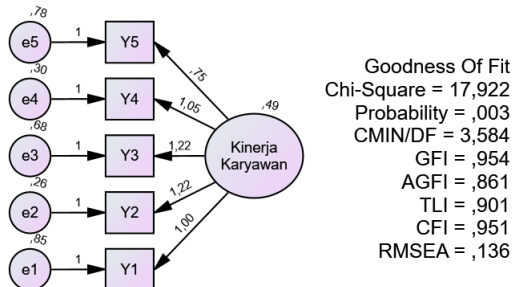 ,78
e5 1 Y5
,75
,30
e4 1 Y4
1,05
,49
,68
e3 1 Y3
1,22
Kinerja
Karyawan
,26
e2 1 Y2
1,22
,85
e1 1 Y1
1,00
Goodness Of Fit
Chi-Square = 17,922
Probability = ,003
CMIN/DF = 3,584
GFI = ,954
AGFI = ,861
TLI = ,901
CFI = ,951
RMSEA = ,136